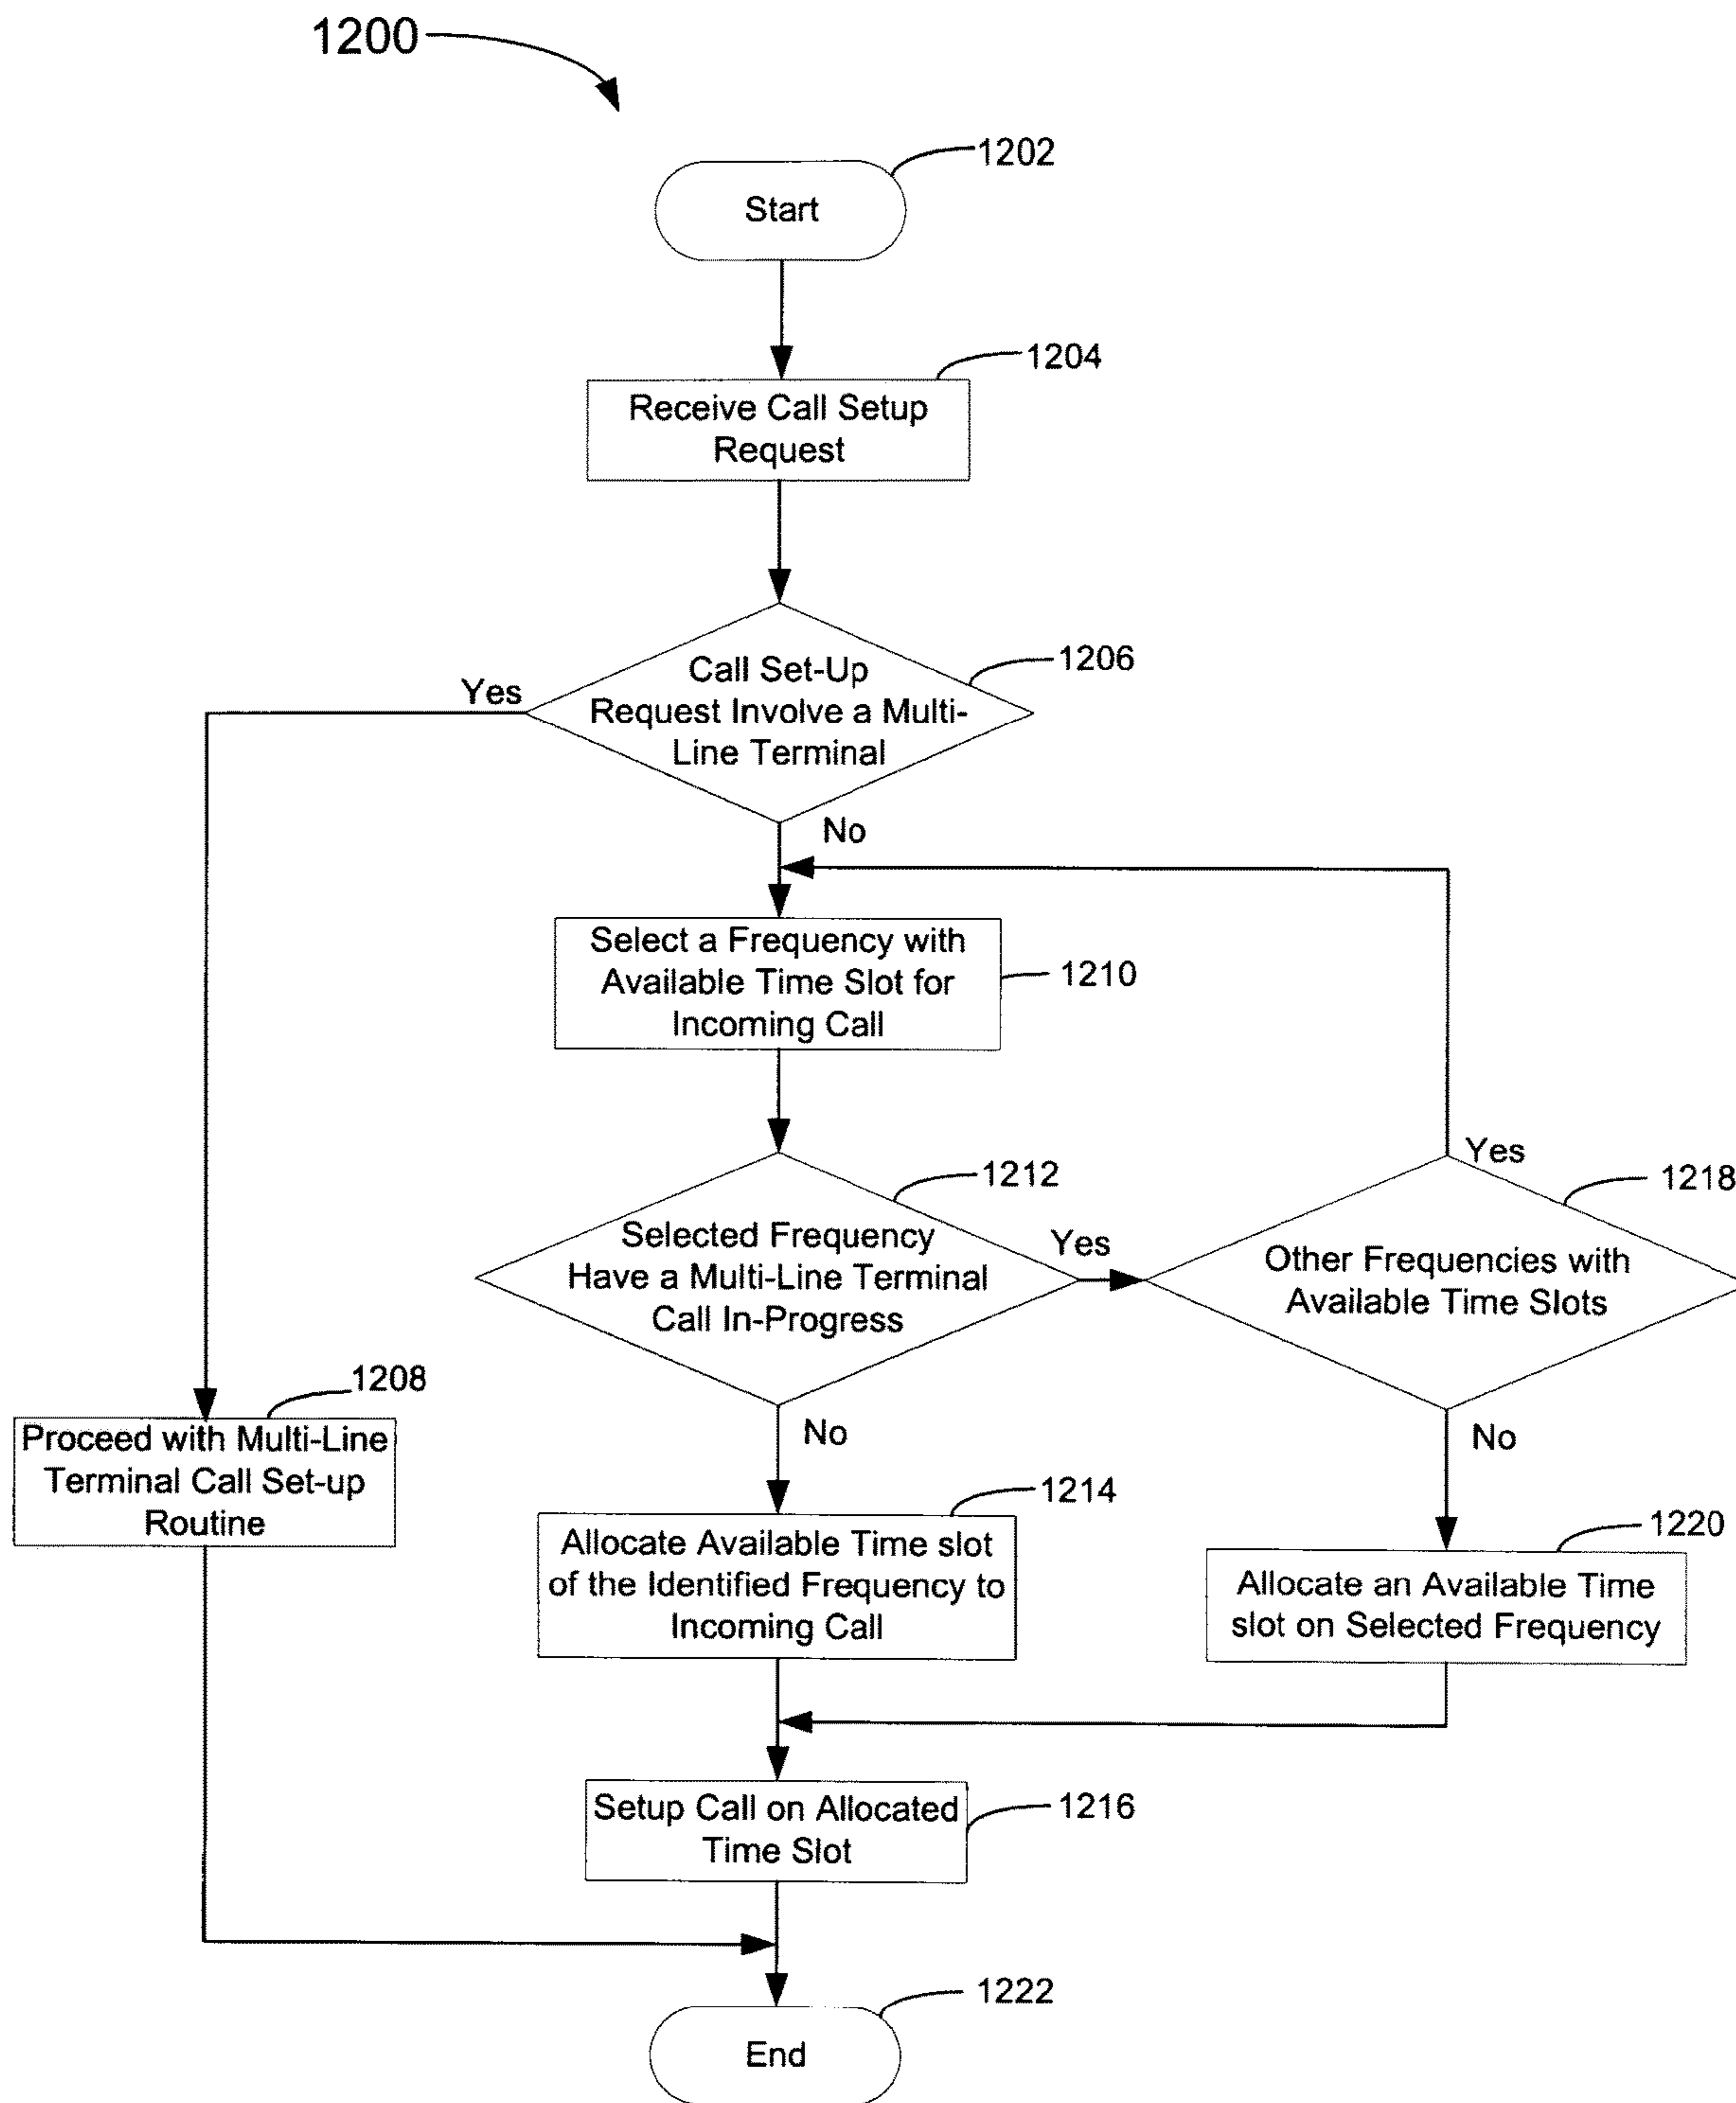 1200
1202
Start
1204
Receive Call Setup
Request
1206
Call Set-Up
Request Involve a Multi-
Line Terminal
Yes
No
Select a Frequency with
Available Time Slot for
Incoming Call
1210
1212
Selected Frequency
Have a Multi-Line Terminal
Call In-Progress
Yes
Yes
1218
Other Frequencies with
Available Time Slots
1208
Proceed with Multi-Line
Terminal Call Set-up
Routine
No
No
1214
Allocate Available Time slot
of the Identified Frequency to
Incoming Call
1220
Allocate an Available Time
slot on Selected Frequency
Setup Call on Allocated
Time Slot
1216
1222
End